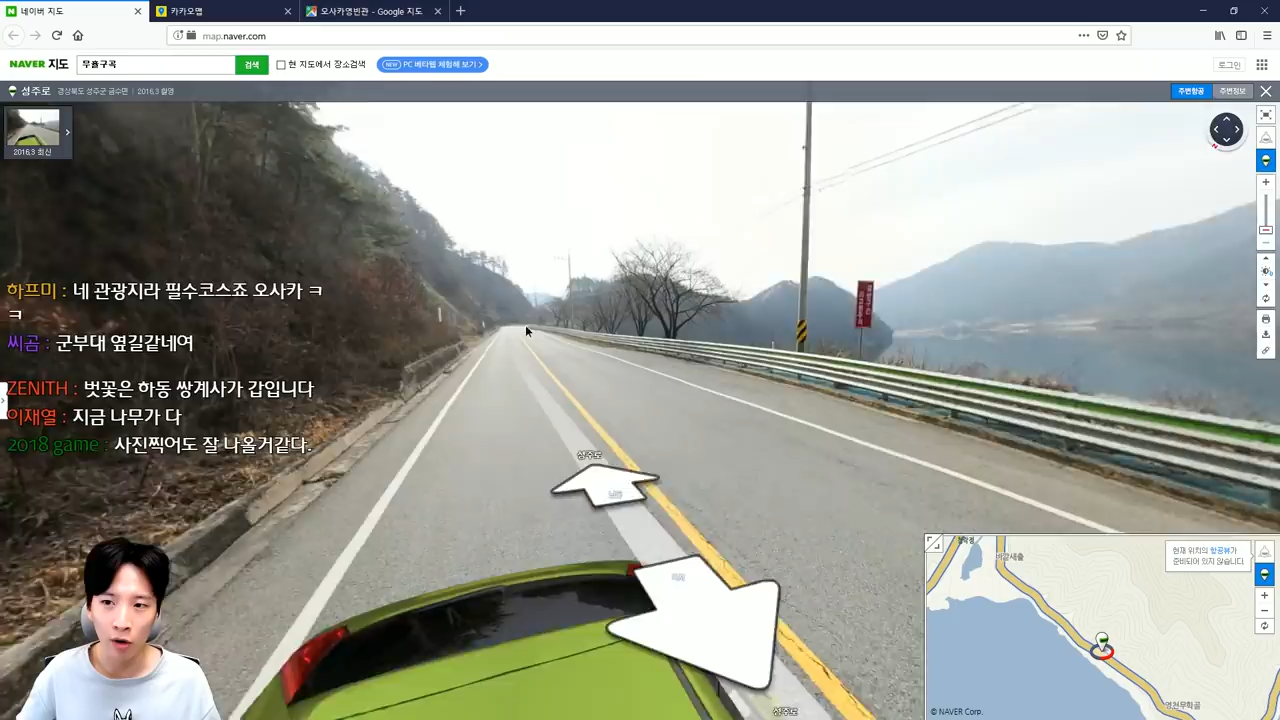 네이버 지도
카카오맵
오사카영빈관 - Google 지도
map.naver.com
NAVER 지도
무흘구곡
검색
현 지도에서 장소검색
NEW PC 베타웹 체험해 보기 >
로그인
성주로
경상북도 성주군 금수면 | 2016.3 촬영
주변항공
주변정보
2016.3 최신
하프미 : 네 관광지라 필수코스죠 오사카 ㅋ
ㅋ
씨곰 : 군부대 옆길같네여
ZENITH : 벗꽃은 하동 쌍계사가 갑입니다
이재열 : 지금 나무가 다
2018 game : 사진찍어도 잘 나올거같다.
성주로
성주로
현재 위치의 항공뷰가
준비되어 있지 않습니다.
© NAVER Corp.